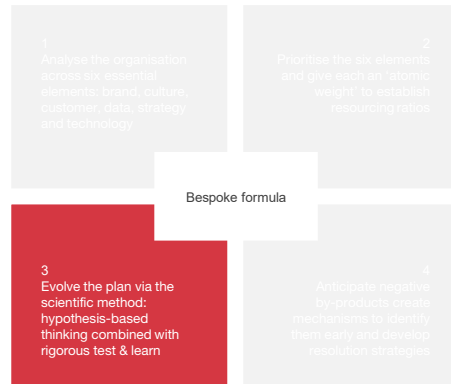 1
Analyse the organisation
across six essential
elements: brand, culture,
customer, data, strategy
and technology
2
Prioritise the six elements
and give each an 'atomic
weight' to establish
resourcing ratios
Bespoke formula
3
Evolve the plan via the
scientific method:
hypothesis-based
thinking combined with
rigorous test & learn
4
Anticipate negative
by-products create
mechanisms to identify
them early and develop
resolution strategies